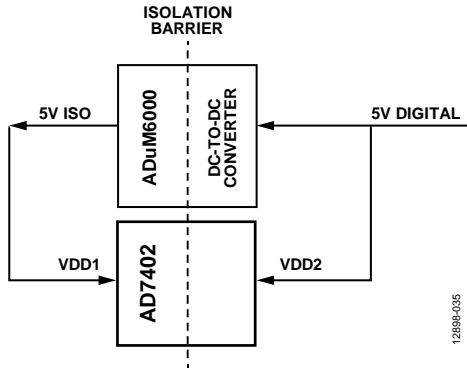 ISOLATION
BARRIER
5V ISO
ADuM6000
DC-TO-DC
CONVERTER
5V DIGITAL
VDD1
AD7402
VDD2
12898-035